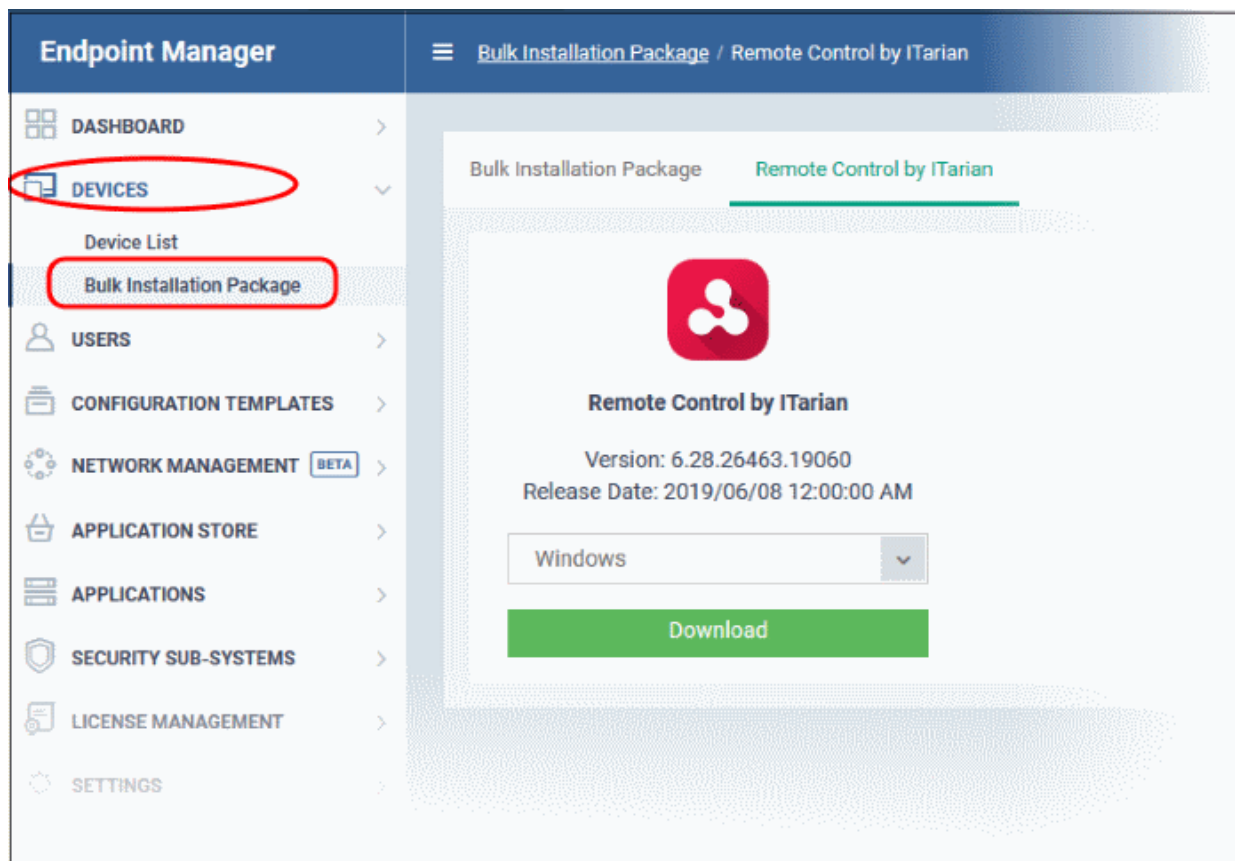 Endpoint Manager
Bulk Installation Package / Remote Control by ITarian
DASHBOARD
DEVICES
Device List
Bulk Installation Package
USERS
CONFIGURATION TEMPLATES
NETWORK MANAGEMENT BETA
APPLICATION STORE
APPLICATIONS
SECURITY SUB-SYSTEMS
LICENSE MANAGEMENT
SETTINGS
Bulk Installation Package
Remote Control by ITarian
Remote Control by ITarian
Version: 6.28.26463.19060
Release Date: 2019/06/08 12:00:00 AM
Windows
Download